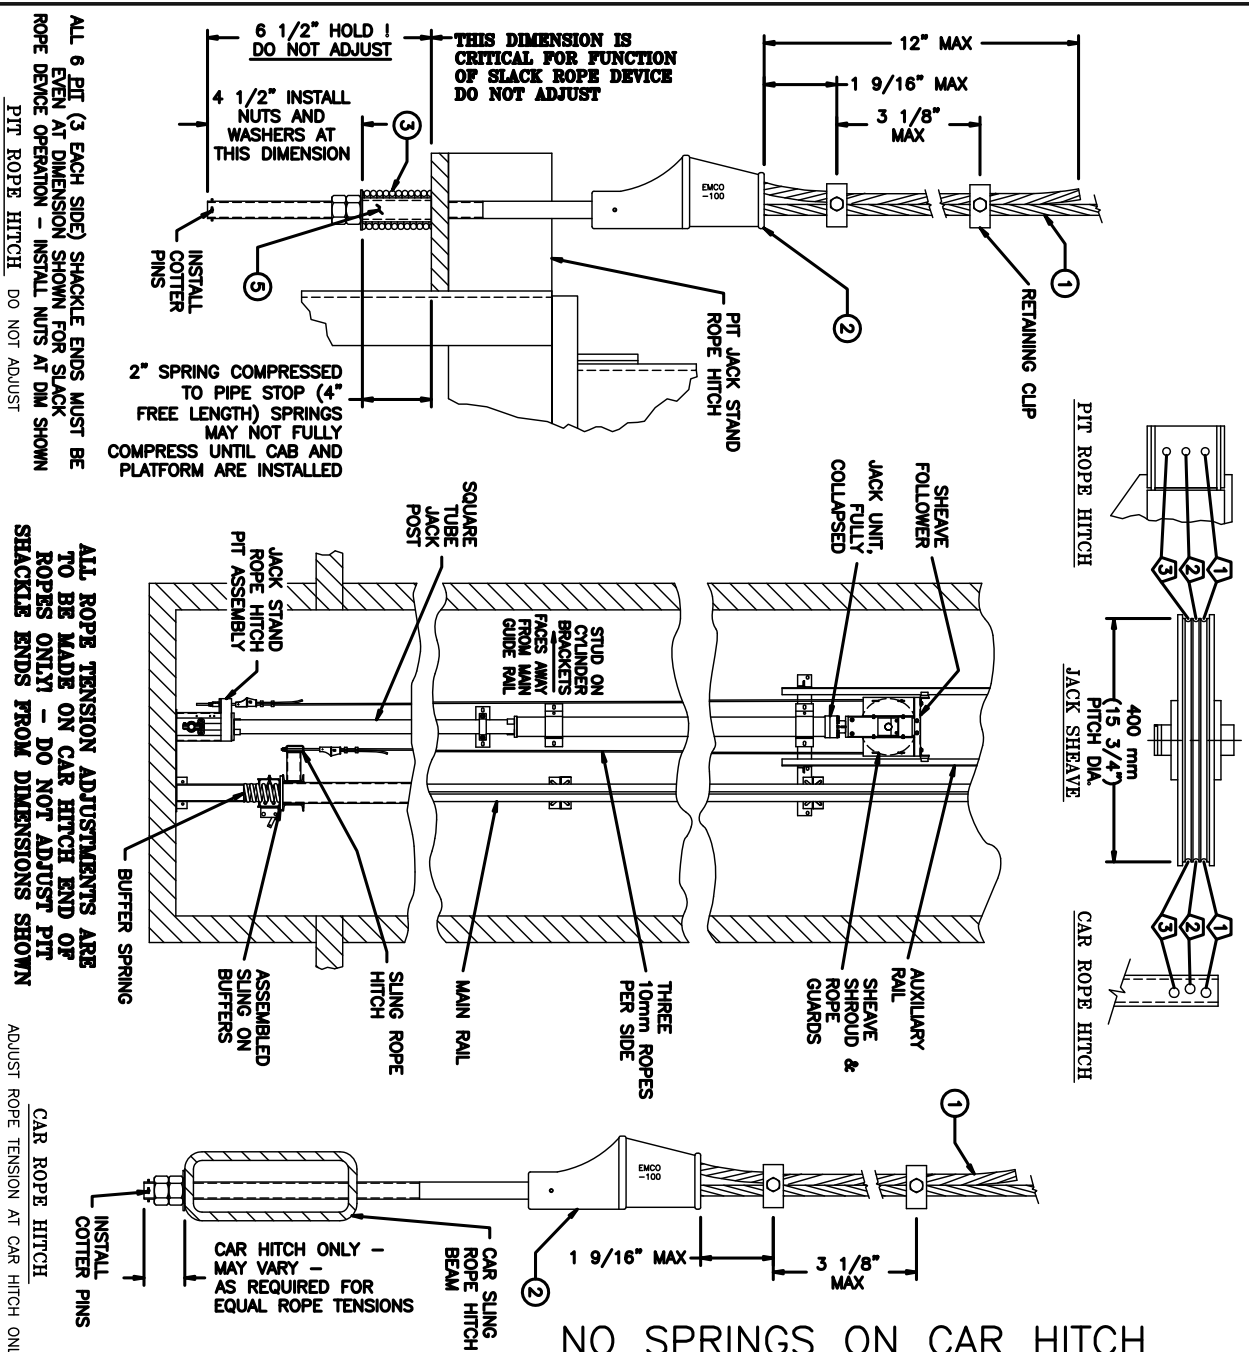 6 1/2" HOLD !
DO NOT ADJUST
THIS DIMENSION IS
CRITICAL FOR FUNCTION
OF SLACK ROPE DEVICE
DO NOT ADJUST
12" MAX
1 9/16" MAX
3 1/8"
MAX
4 1/2" INSTALL
NUTS AND
WASHERS AT
THIS DIMENSION
3
EMCO
-100
1
2
5
RETAINING CLIP
INSTALL
COTTER
PINS
PIT JACK STAND
ROPE HITCH
2" SPRING COMPRESSED
TO PIPE STOP (4"
FREE LENGTH) SPRINGS
MAY NOT FULLY
COMPRESS UNTIL CAB AND
PLATFORM ARE INSTALLED
ALL 6 PIT (3 EACH SIDE) SHACKLE ENDS MUST BE
EVEN AT DIMENSION SHOWN FOR SLACK
ROPE DEVICE OPERATION - INSTALL NUTS AT DIM SHOWN
PIT ROPE HITCH DO NOT ADJUST
PIT ROPE HITCH
1
2
3
400 mm
(15 3/4")
PITCH DIA.
JACK SHEAVE
1
2
3
CAR ROPE HITCH
SHEAVE
FOLLOWER
JACK UNIT,
FULLY
COLLAPSED
SQUARE
TUBE
JACK
POST
JACK STAND
ROPE HITCH
PIT ASSEMBLY
STUD ON
CYLINDER
BRACKETS
FACES AWAY
FROM MAIN
GUIDE RAIL
AUXILIARY
RAIL
SHEAVE
SHROUD &
ROPE
GUARDS
THREE
10mm ROPES
PER SIDE
MAIN RAIL
SLING ROPE
HITCH
ASSEMBLED
SLING ON
BUFFERS
BUFFER SPRING
ALL ROPE TENSION ADJUSTMENTS ARE
TO BE MADE ON CAR HITCH END OF
ROPES ONLY! - DO NOT ADJUST PIT
SHACKLE ENDS FROM DIMENSIONS SHOWN
1
EMCO
-100
2
1 9/16" MAX
3 1/8"
MAX
CAR SLING
ROPE HITCH
BEAM
CAR HITCH ONLY -
MAY VARY -
AS REQUIRED FOR
EQUAL ROPE TENSIONS
INSTALL
COTTER PINS
CAR ROPE HITCH
ADJUST ROPE TENSION AT CAR HITCH ONL
NO SPRINGS ON CAR HITCH